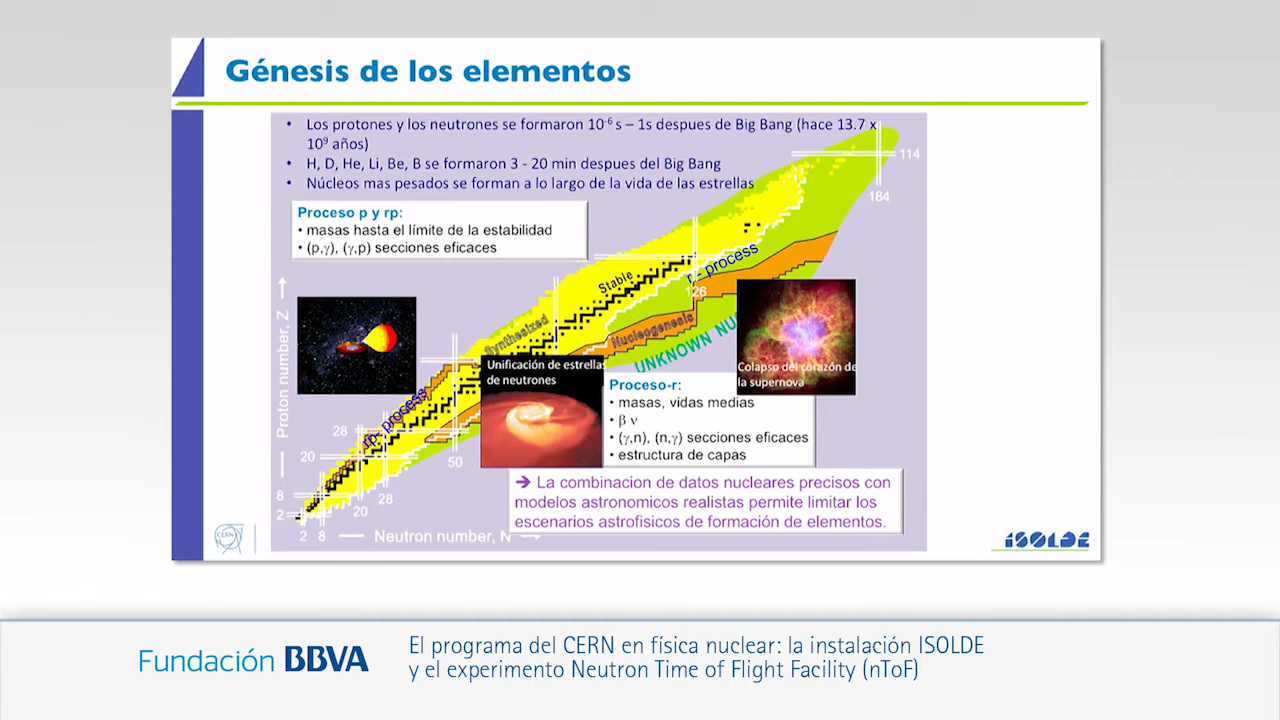 Génesis de los elementos
• Los protones y los neutrones se formaron 10⁻⁶ s – 1s despues de Big Bang (hace 13.7 x
10⁹ años)
• H, D, He, Li, Be, B se formaron 3 - 20 min despues del Big Bang
• Núcleos mas pesados se forman a lo largo de la vida de las estrellas
114
184
Proceso p y rp:
• masas hasta el límite de la estabilidad
• (p,γ), (γ,p) secciones eficaces
Stable
r - process
126
Synthesized
Nucleogenesis
UNKNOWN NU
Proton number, Z
rp- process
Unificación de estrellas
de neutrones
Colapso del corazón de
la supernova
Proceso-r:
• masas, vidas medias
• β ν
• (γ,n), (n,γ) secciones eficaces
• estructura de capas
28
20
50
8
28
2
20
2 8
Neutron number, N
➔ La combinacion de datos nucleares precisos con
modelos astronomicos realistas permite limitar los
escenarios astrofisicos de formación de elementos.
CERN
ISOLDE
Fundación BBVA
El programa del CERN en física nuclear: la instalación ISOLDE
y el experimento Neutron Time of Flight Facility (nToF)